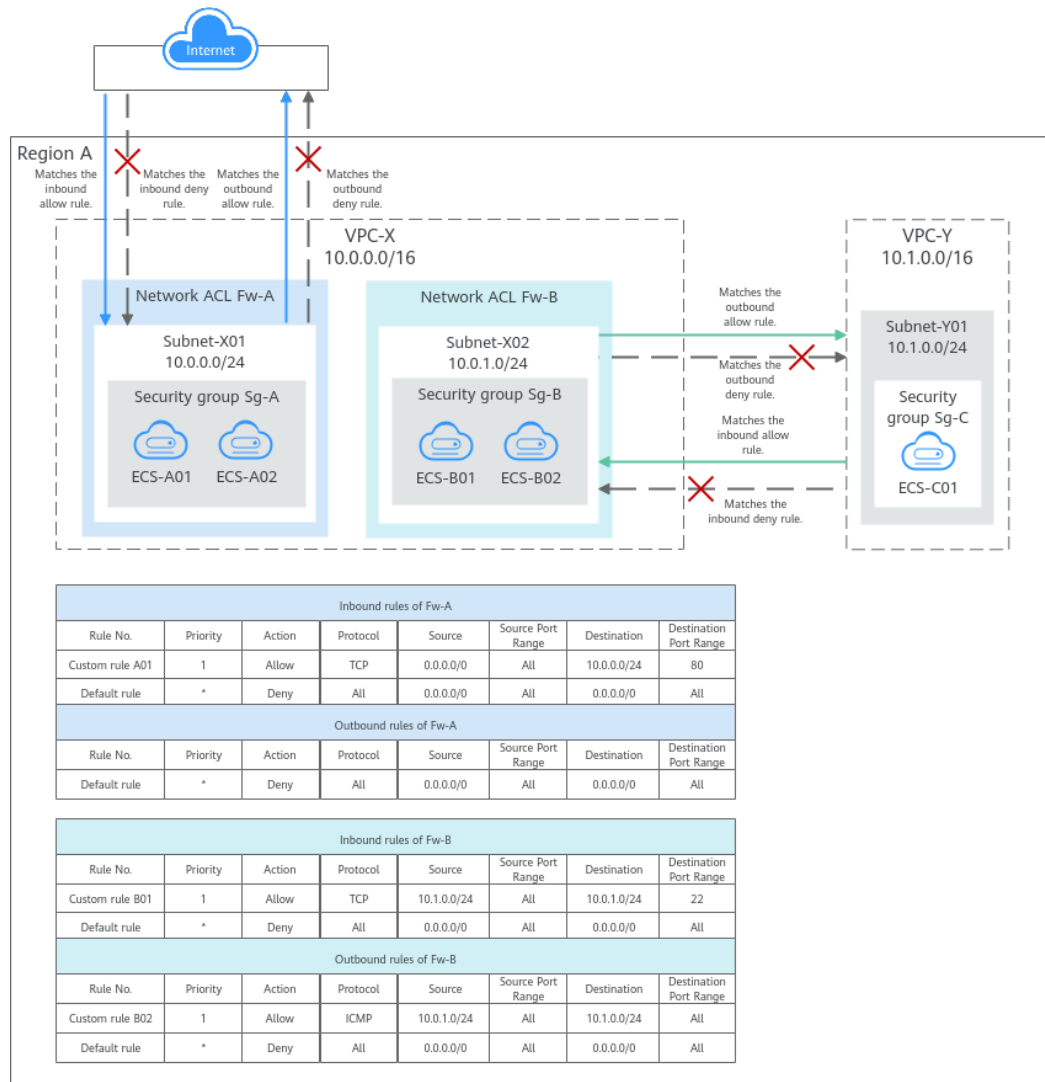 Internet
Region A
Matches the
inbound
allow rule.
Matches the
inbound deny
rule.
Matches the
outbound
allow rule.
Matches the
outbound
deny rule.
VPC-X
10.0.0.0/16
VPC-Y
10.1.0.0/16
Network ACL Fw-A
Subnet-X01
10.0.0.0/24
Security group Sg-A
ECS-A01
ECS-A02
Network ACL Fw-B
Subnet-X02
10.0.1.0/24
Security group Sg-B
ECS-B01
ECS-B02
Matches the
outbound
allow rule.
Matches the
outbound
deny rule.
Matches the
inbound allow
rule.
Matches the
inbound deny rule.
Subnet-Y01
10.1.0.0/24
Security
group Sg-C
ECS-C01
Inbound rules of Fw-A
Rule No. Priority Action Protocol Source Source Port Range Destination Destination Port Range
Custom rule A01 1 Allow TCP 0.0.0.0/0 All 10.0.0.0/24 80
Default rule * Deny All 0.0.0.0/0 All 0.0.0.0/0 All
Outbound rules of Fw-A
Rule No. Priority Action Protocol Source Source Port Range Destination Destination Port Range
Default rule * Deny All 0.0.0.0/0 All 0.0.0.0/0 All
Inbound rules of Fw-B
Rule No. Priority Action Protocol Source Source Port Range Destination Destination Port Range
Custom rule B01 1 Allow TCP 10.1.0.0/24 All 10.0.1.0/24 22
Default rule * Deny All 0.0.0.0/0 All 0.0.0.0/0 All
Outbound rules of Fw-B
Rule No. Priority Action Protocol Source Source Port Range Destination Destination Port Range
Custom rule B02 1 Allow ICMP 10.0.1.0/24 All 10.1.0.0/24 All
Default rule * Deny All 0.0.0.0/0 All 0.0.0.0/0 All